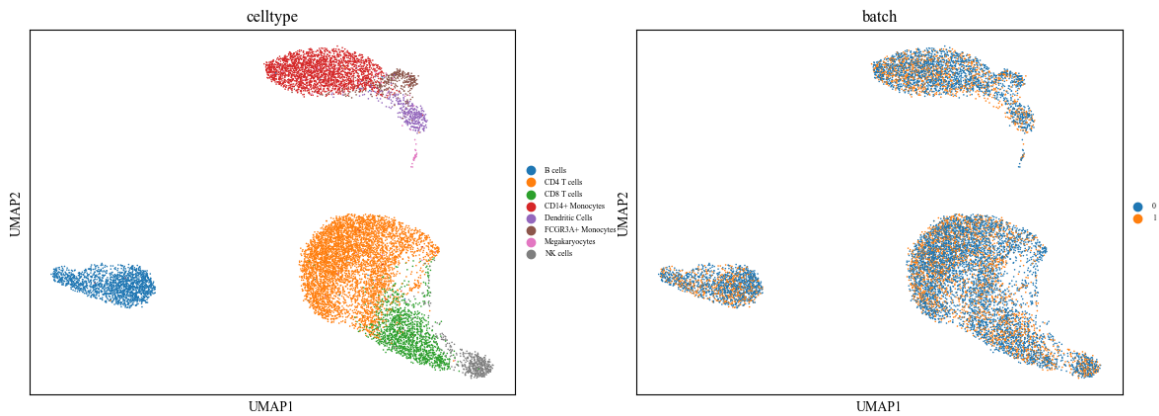 celltype
UMAP2
UMAP1
B cells
CD4 T cells
CD8 T cells
CD14+ Monocytes
Dendritic Cells
FCGR3A+ Monocytes
Megakaryocytes
NK cells
batch
UMAP2
UMAP1
0
1